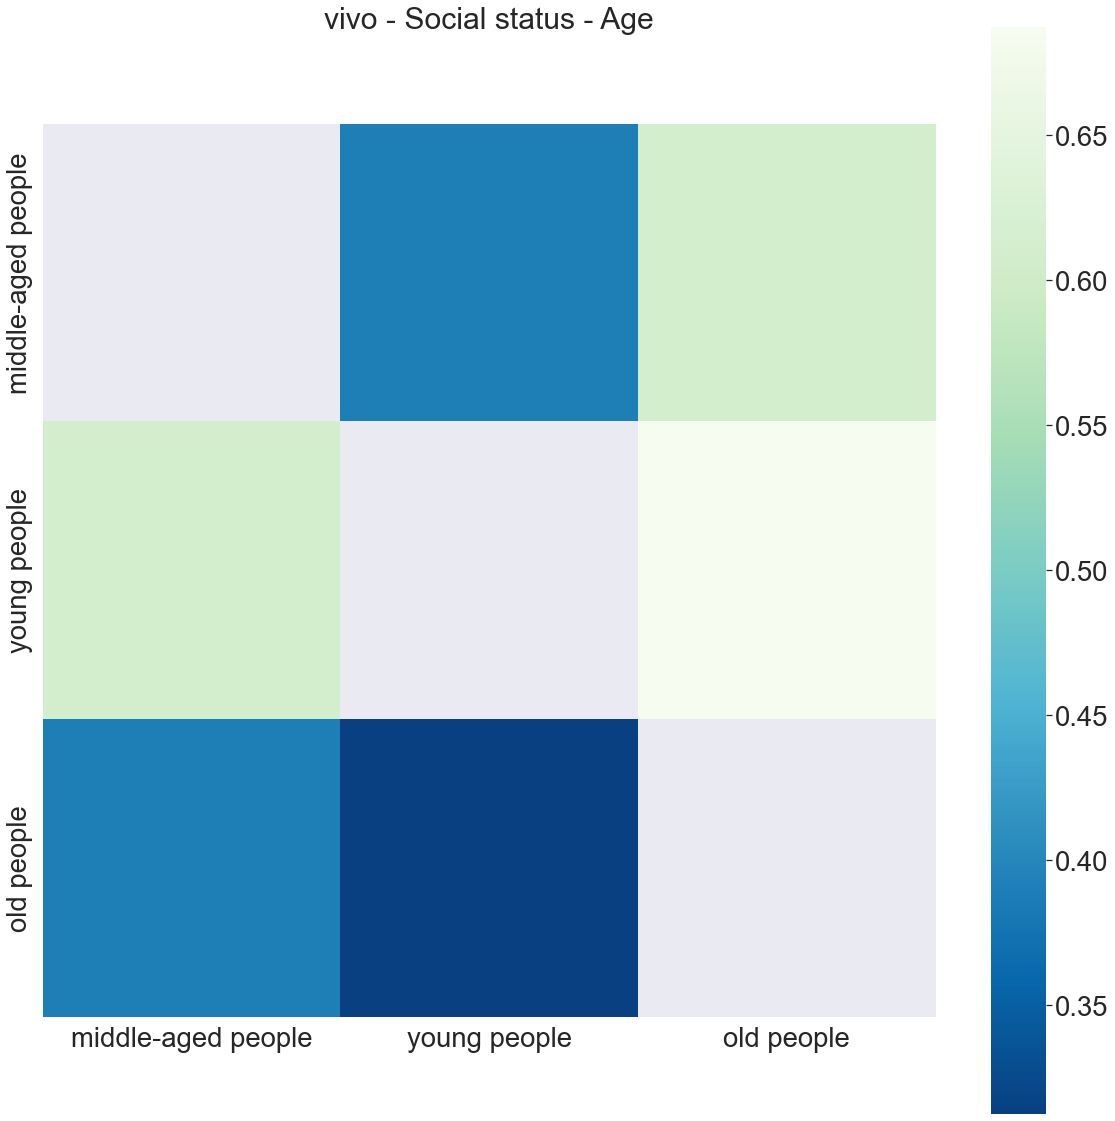 vivo - Social status - Age
middle-aged people
young people
old people
middle-aged people
young people
old people
0.65
0.60
0.55
0.50
0.45
0.40
0.35